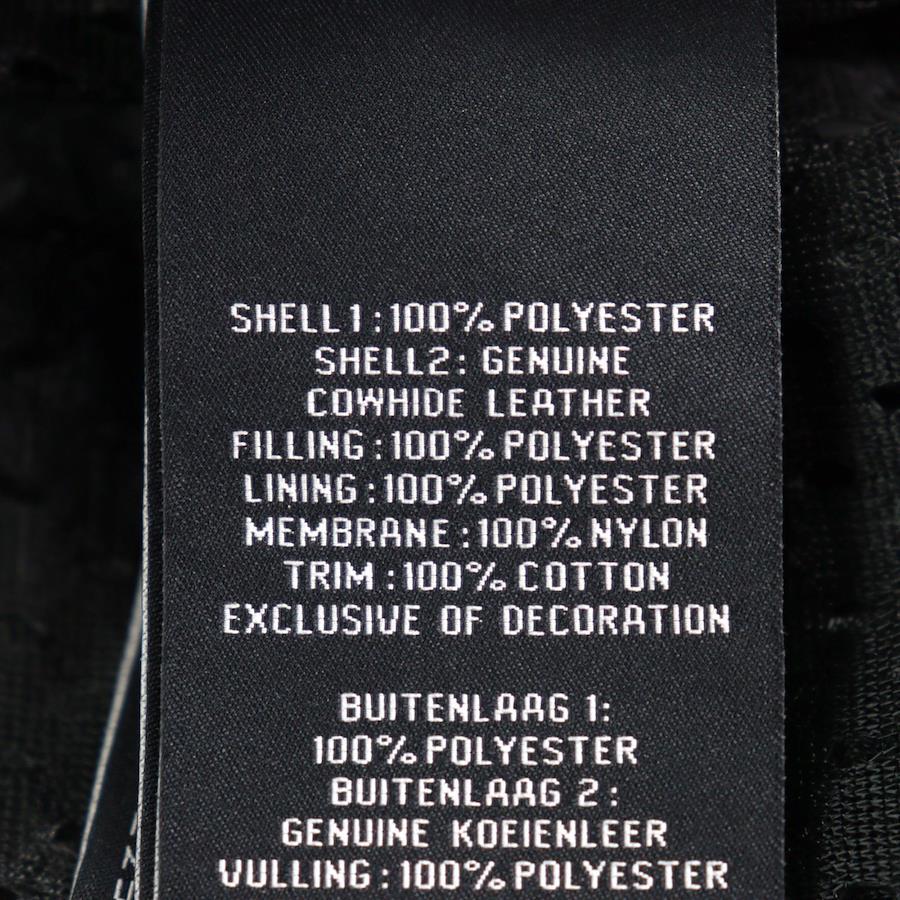 SHELL1:100% POLYESTER
SHELL2: GENUINE
COWHIDE LEATHER
FILLING:100% POLYESTER
LINING:100% POLYESTER
MEMBRANE:100% NYLON
TRIM:100% COTTON
EXCLUSIVE OF DECORATION
BUITENLAAG 1:
100% POLYESTER
BUITENLAAG 2:
GENUINE KOEIENLEER
VULLING:100% POLYESTER